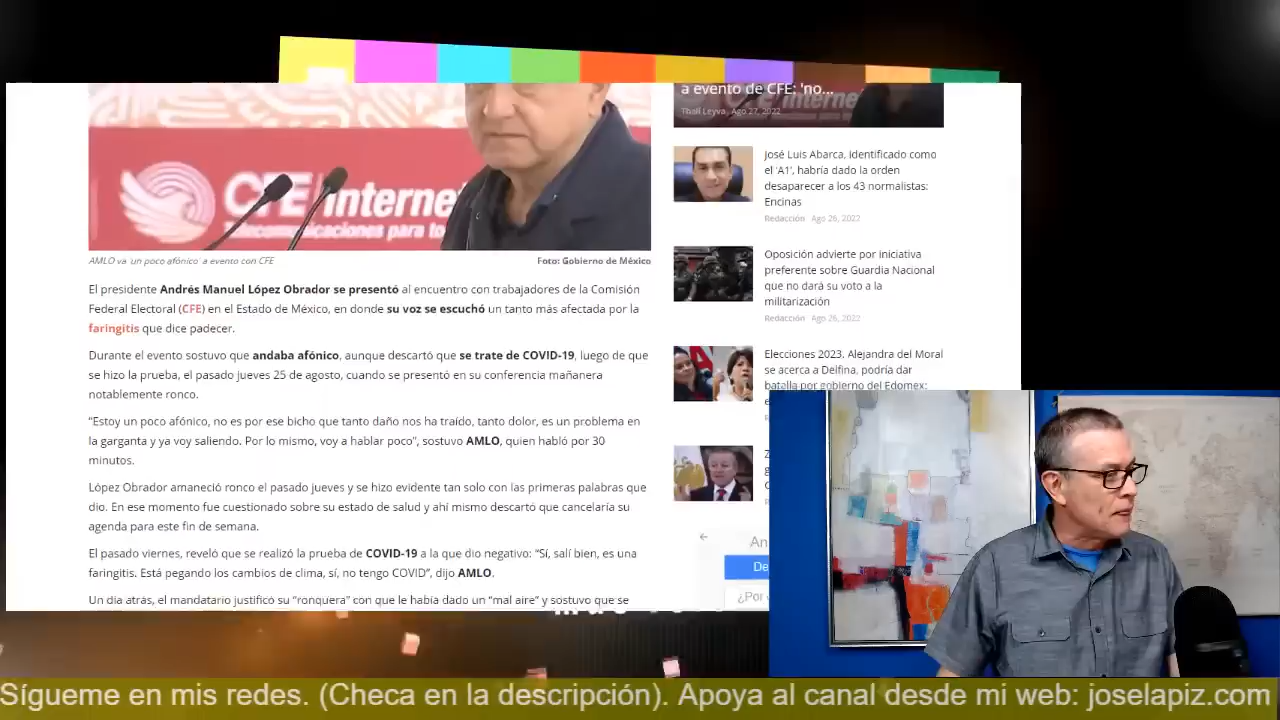 a evento de CFE: 'no...
Tbali Leyva Ago 27, 2022
CFE Internet
telecomunicaciones para to
José Luis Abarca, identificado como
el 'A1', habría dado la orden
desaparecer a los 43 normalistas:
Encinas
Redacción Ago 26, 2022
AMLO va 'un poco afónico' a evento con CFE
Foto: Gobierno de México
Oposición advierte por iniciativa
preferente sobre Guardia Nacional
que no dará su voto a la
militarización
Redacción Ago 26, 2022
El presidente Andrés Manuel López Obrador se presentó al encuentro con trabajadores de la Comisión
Federal Electoral (CFE) en el Estado de México, en donde su voz se escuchó un tanto más afectada por la
faringitis que dice padecer.
Durante el evento sostuvo que andaba afónico, aunque descartó que se trate de COVID-19, luego de que
se hizo la prueba, el pasado jueves 25 de agosto, cuando se presentó en su conferencia mañanera
notablemente ronco.
Elecciones 2023, Alejandra del Moral
se acerca a Delfina, podría dar
batalla por gobierno del Edomex:
“Estoy un poco afónico, no es por ese bicho que tanto daño nos ha traído, tanto dolor, es un problema en
la garganta y ya voy saliendo. Por lo mismo, voy a hablar poco”, sostuvo AMLO, quien habló por 30
minutos.
López Obrador amaneció ronco el pasado jueves y se hizo evidente tan solo con las primeras palabras que
dio. En ese momento fue cuestionado sobre su estado de salud y ahí mismo descartó que cancelaría su
agenda para este fin de semana.
El pasado viernes, reveló que se realizó la prueba de COVID-19 a la que dio negativo: “Sí, salí bien, es una
faringitis. Está pegando los cambios de clima, sí, no tengo COVID”, dijo AMLO.
Un día atrás, el mandatario justificó su “ronquera” con que le había dado un “mal aire” y sostuvo que se
An
De
¿Por
Sígueme en mis redes. (Checa en la descripción). Apoya al canal desde mi web: joselapiz.com